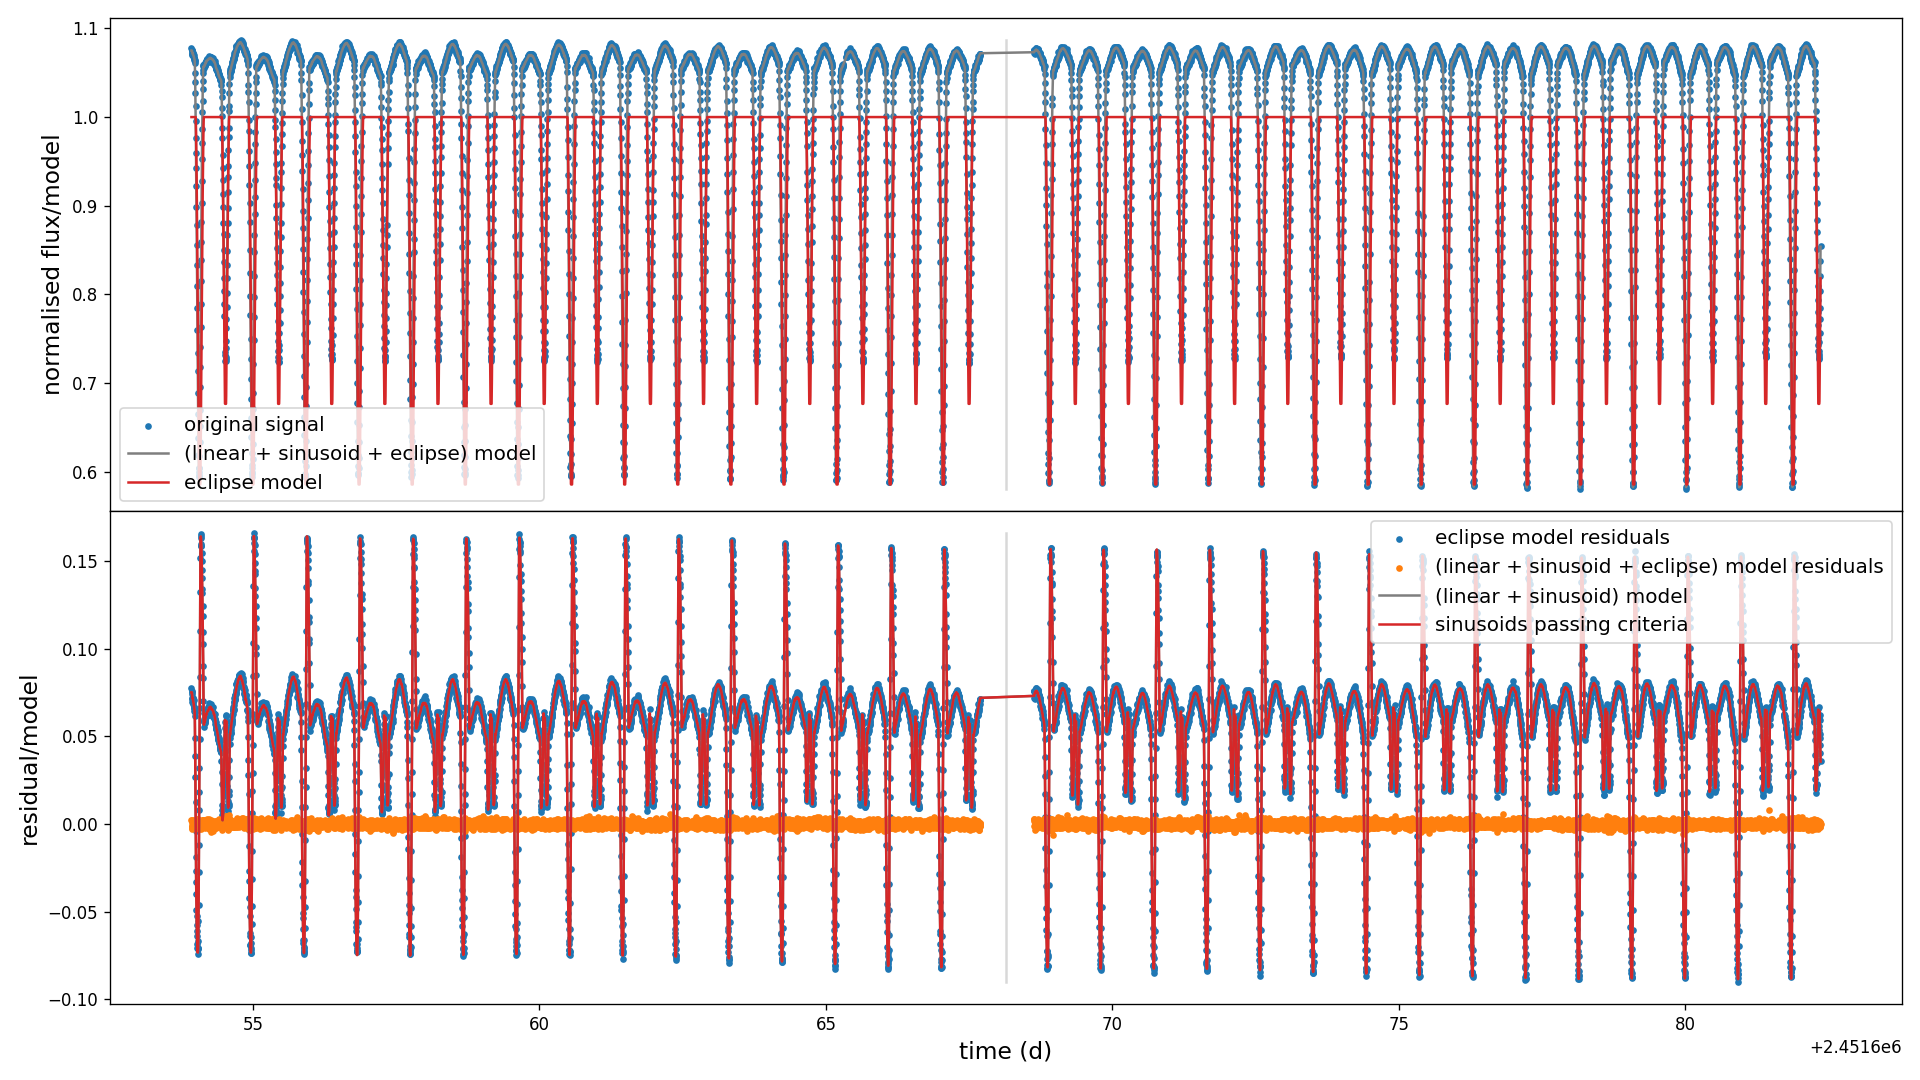 normalised flux/model
1.1
1.0
0.9
0.8
0.7
0.6
original signal
(linear + sinusoid + eclipse) model
eclipse model
residual/model
0.15
0.10
0.05
0.00
−0.05
−0.10
eclipse model residuals
(linear + sinusoid + eclipse) model residuals
(linear + sinusoid) model
sinusoids passing criteria
55 60 65 70 75 80
time (d)
+2.4516e6